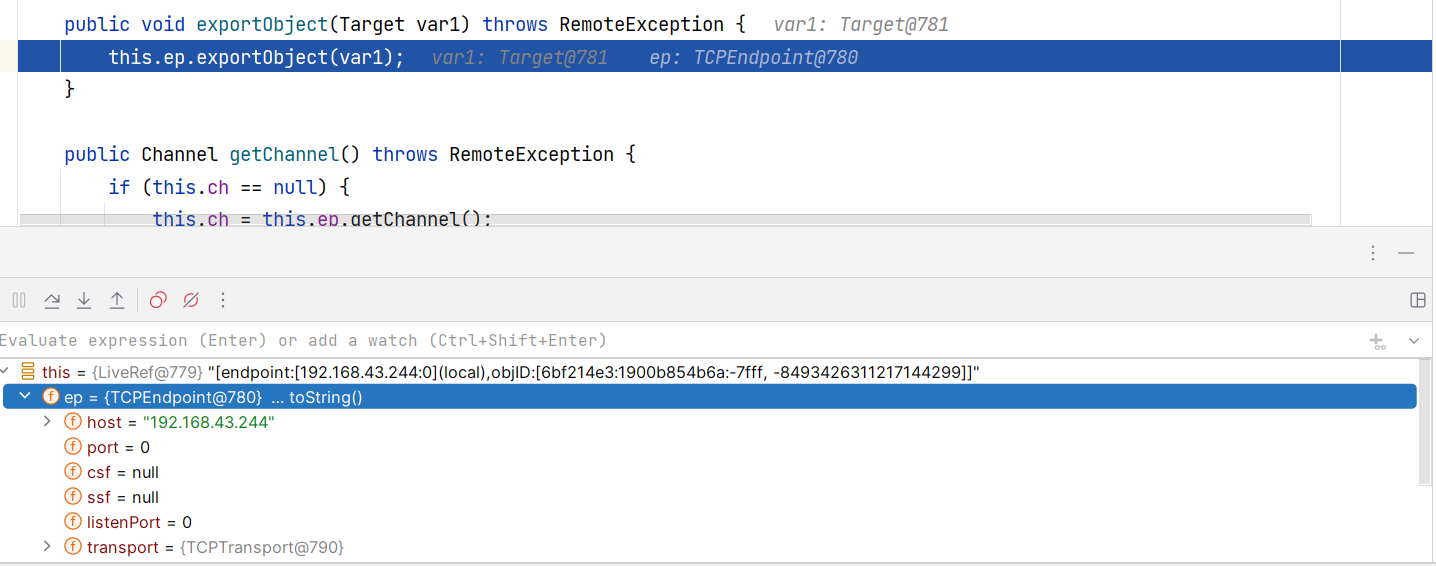 public void exportObject(Target var1) throws RemoteException {   var1: Target@781
this.ep.exportObject(var1);   var1: Target@781   ep: TCPEndpoint@780
}
public Channel getChannel() throws RemoteException {
if (this.ch == null) {
this.ch = this.ep.getChannel();
Evaluate expression (Enter) or add a watch (Ctrl+Shift+Enter)
this = {LiveRef@779} "[endpoint:[192.168.43.244:0](local),objID:[6bf214e3:1900b854b6a:-7fff, -8493426311217144299]]"
f ep = {TCPEndpoint@780} ... toString()
f host = "192.168.43.244"
f port = 0
f csf = null
f ssf = null
f listenPort = 0
f transport = {TCPTransport@790}